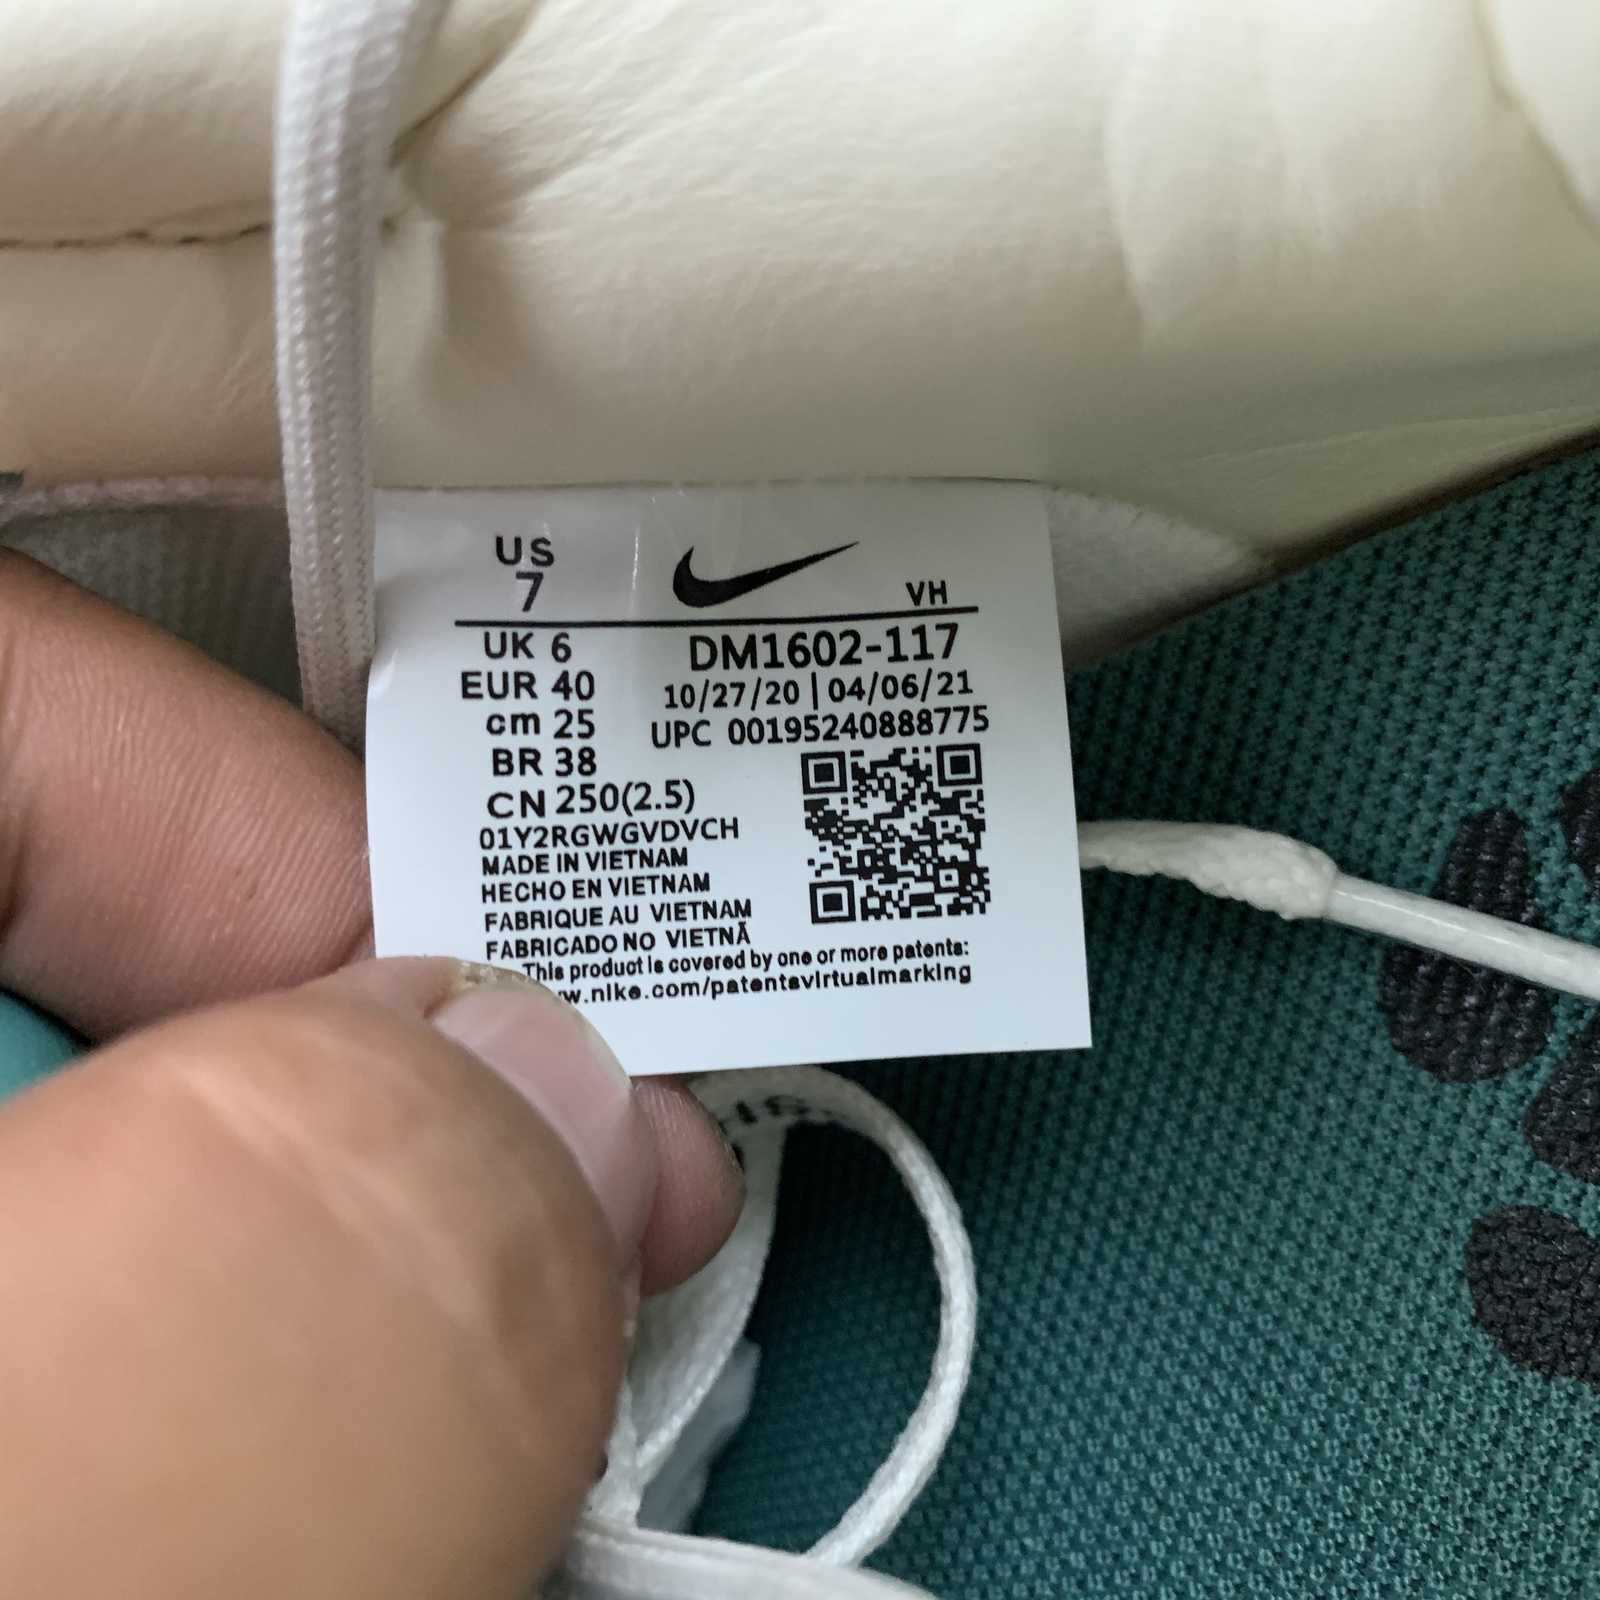 US
7
VH
UK 6
EUR 40
cm 25
BR 38
CN 250(2.5)
DM1602-117
10/27/20 | 04/06/21
UPC 00195240888775
01Y2RGWGVDVCH
MADE IN VIETNAM
HECHO EN VIETNAM
FABRIQUE AU VIETNAM
FABRICADO NO VIETNÃ
This product is covered by one or more patents:
w.nike.com/patentsvirtualmarking